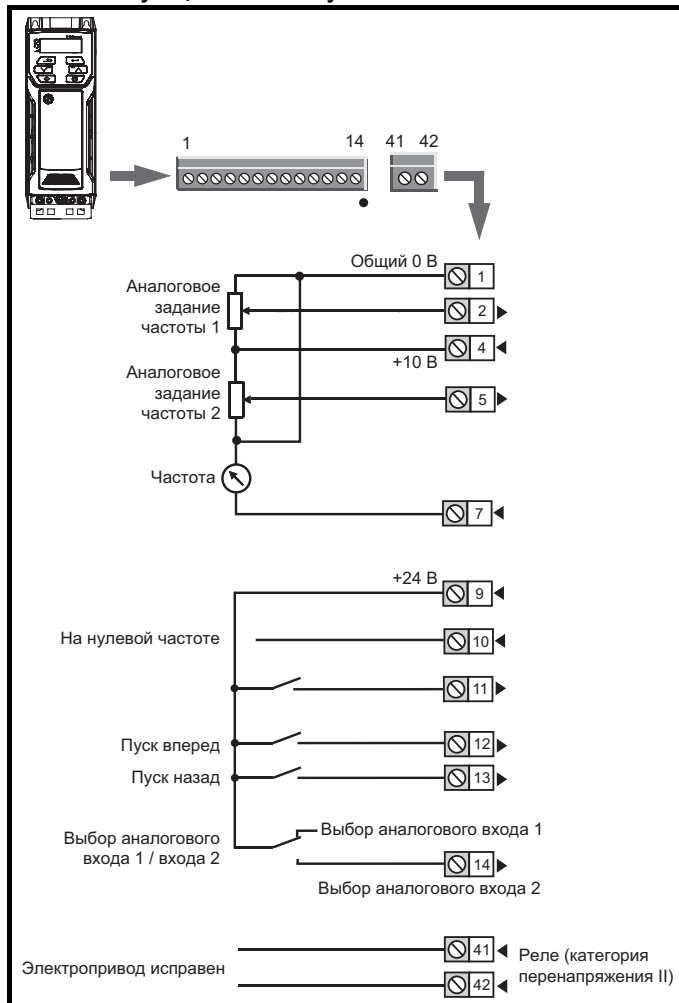 1 14 41 42
Общий 0 В
1
Аналоговое
задание
частоты 1
2
4
+10 В
Аналоговое
задание
частоты 2
5
Частота
7
+24 В
9
На нулевой частоте
10
11
Пуск вперед
12
Пуск назад
13
Выбор аналогового
входа 1 / входа 2
Выбор аналогового входа 1
14
Выбор аналогового входа 2
Электропривод исправен
41
42
Реле (категория
перенапряжения II)